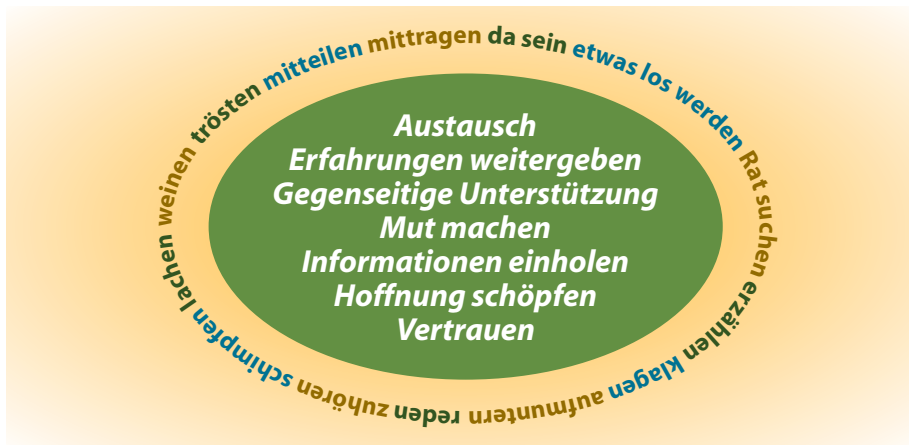 weinen trösten mitteilen mittragen da sein etwas los werden Rat suchen erzählen klagen aufmuntern reden zuhören schimpfen lachen
Austausch
Erfahrungen weitergeben
Gegenseitige Unterstützung
Mut machen
Informationen einholen
Hoffnung schöpfen
Vertrauen